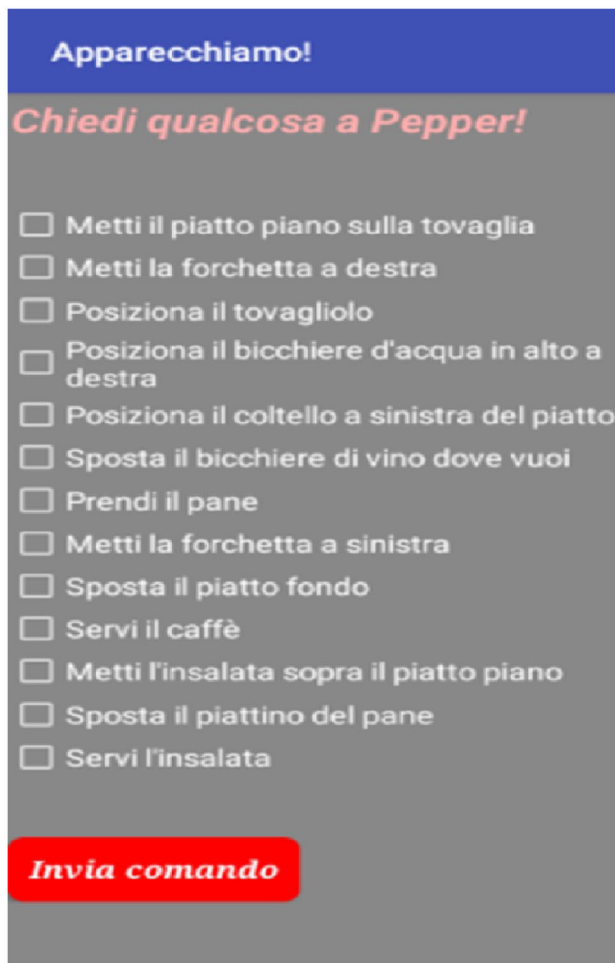 Apparecchiamo!
Chiedi qualcosa a Pepper!
Metti il piatto piano sulla tovaglia
Metti la forchetta a destra
Posiziona il tovagliolo
Posiziona il bicchiere d'acqua in alto a
destra
Posiziona il coltello a sinistra del piatto
Sposta il bicchiere di vino dove vuoi
Prendi il pane
Metti la forchetta a sinistra
Sposta il piatto fondo
Servi il caffè
Metti l'insalata sopra il piatto piano
Sposta il piattino del pane
Servi l'insalata
Invia comando